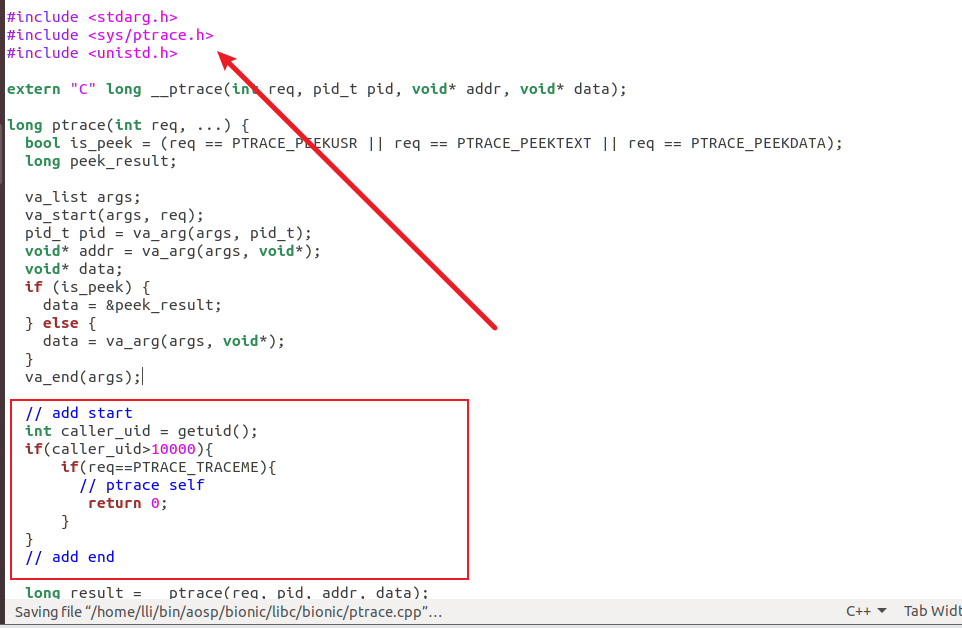 #include <stdarg.h>
#include <sys/ptrace.h>
#include <unistd.h>
extern "C" long __ptrace(int req, pid_t pid, void* addr, void* data);
long ptrace(int req, ...) {
  bool is_peek = (req == PTRACE_PEEKUSR || req == PTRACE_PEEKTEXT || req == PTRACE_PEEKDATA);
  long peek_result;
  va_list args;
  va_start(args, req);
  pid_t pid = va_arg(args, pid_t);
  void* addr = va_arg(args, void*);
  void* data;
  if (is_peek) {
    data = &peek_result;
  } else {
    data = va_arg(args, void*);
  }
  va_end(args);
  // add start
  int caller_uid = getuid();
  if(caller_uid>10000){
      if(req==PTRACE_TRACEME){
        // ptrace self
         return 0;
      }
  }
  // add end
  long result = __ptrace(req, pid, addr, data);
Saving file “/home/lli/bin/aosp/bionic/libc/bionic/ptrace.cpp”…
C++
Tab Widt